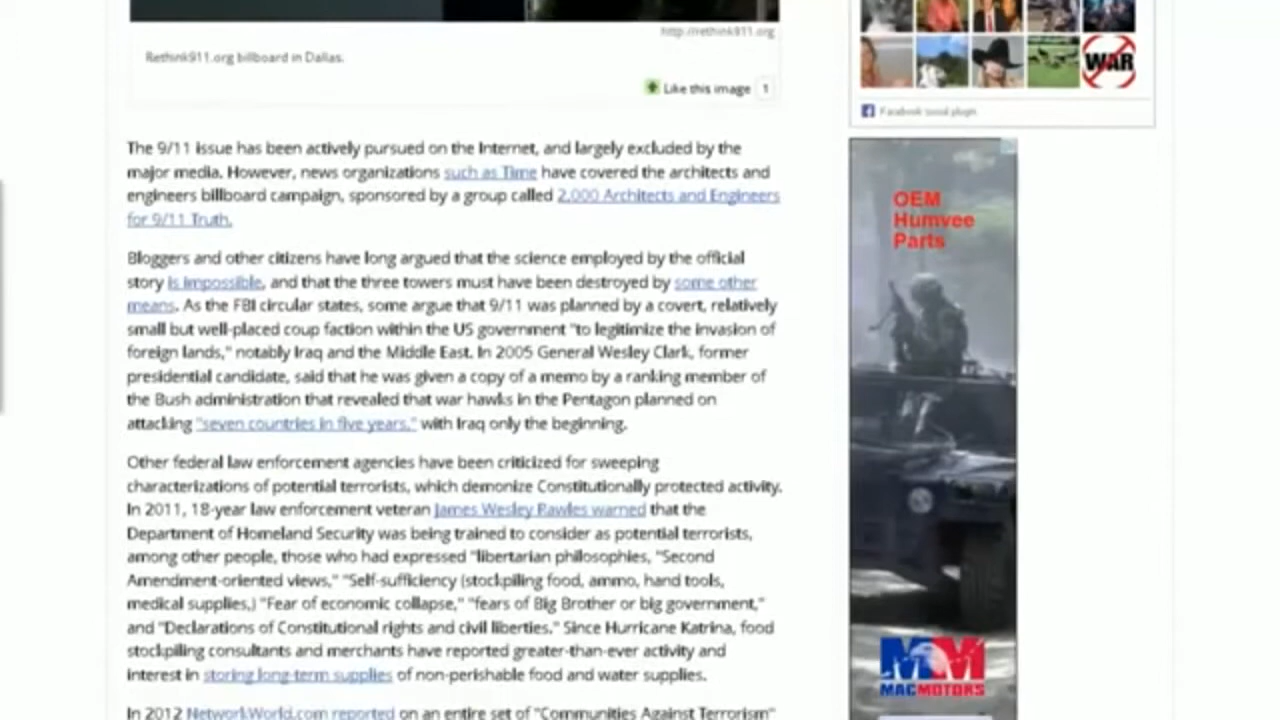 http://rethink911.org
Rethink911.org billboard in Dallas.
Like this image 1
The 9/11 issue has been actively pursued on the Internet, and largely excluded by the
major media. However, news organizations such as Time have covered the architects and
engineers billboard campaign, sponsored by a group called 2,000 Architects and Engineers
for 9/11 Truth.
Bloggers and other citizens have long argued that the science employed by the official
story is impossible, and that the three towers must have been destroyed by some other
means. As the FBI circular states, some argue that 9/11 was planned by a covert, relatively
small but well-placed coup faction within the US government "to legitimize the invasion of
foreign lands," notably Iraq and the Middle East. In 2005 General Wesley Clark, former
presidential candidate, said that he was given a copy of a memo by a ranking member of
the Bush administration that revealed that war hawks in the Pentagon planned on
attacking "seven countries in five years," with Iraq only the beginning.
Other federal law enforcement agencies have been criticized for sweeping
characterizations of potential terrorists, which demonize Constitutionally protected activity.
In 2011, 18-year law enforcement veteran James Wesley Rawles warned that the
Department of Homeland Security was being trained to consider as potential terrorists,
among other people, those who had expressed "libertarian philosophies, "Second
Amendment-oriented views," "Self-sufficiency (stockpiling food, ammo, hand tools,
medical supplies,) "Fear of economic collapse," "fears of Big Brother or big government,"
and "Declarations of Constitutional rights and civil liberties." Since Hurricane Katrina, food
stockpiling consultants and merchants have reported greater-than-ever activity and
interest in storing long-term supplies of non-perishable food and water supplies.
In 2012 NetworkWorld.com reported on an entire set of "Communities Against Terrorism"
WAR
Facebook social plugin
OEM
Humvee
Parts
MM
MACMOTORS